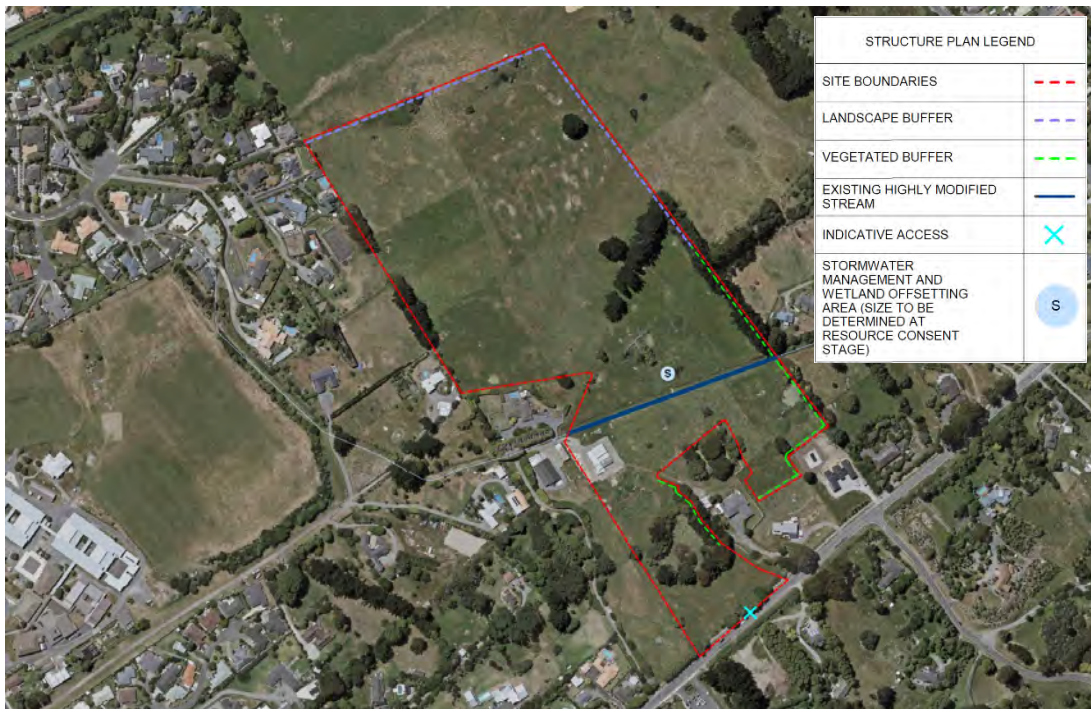 STRUCTURE PLAN LEGEND
SITE BOUNDARIES
LANDSCAPE BUFFER
VEGETATED BUFFER
EXISTING HIGHLY MODIFIED
STREAM
INDICATIVE ACCESS
STORMWATER
MANAGEMENT AND
WETLAND OFFSETTING
AREA (SIZE TO BE
DETERMINED AT
RESOURCE CONSENT
STAGE)
S
S